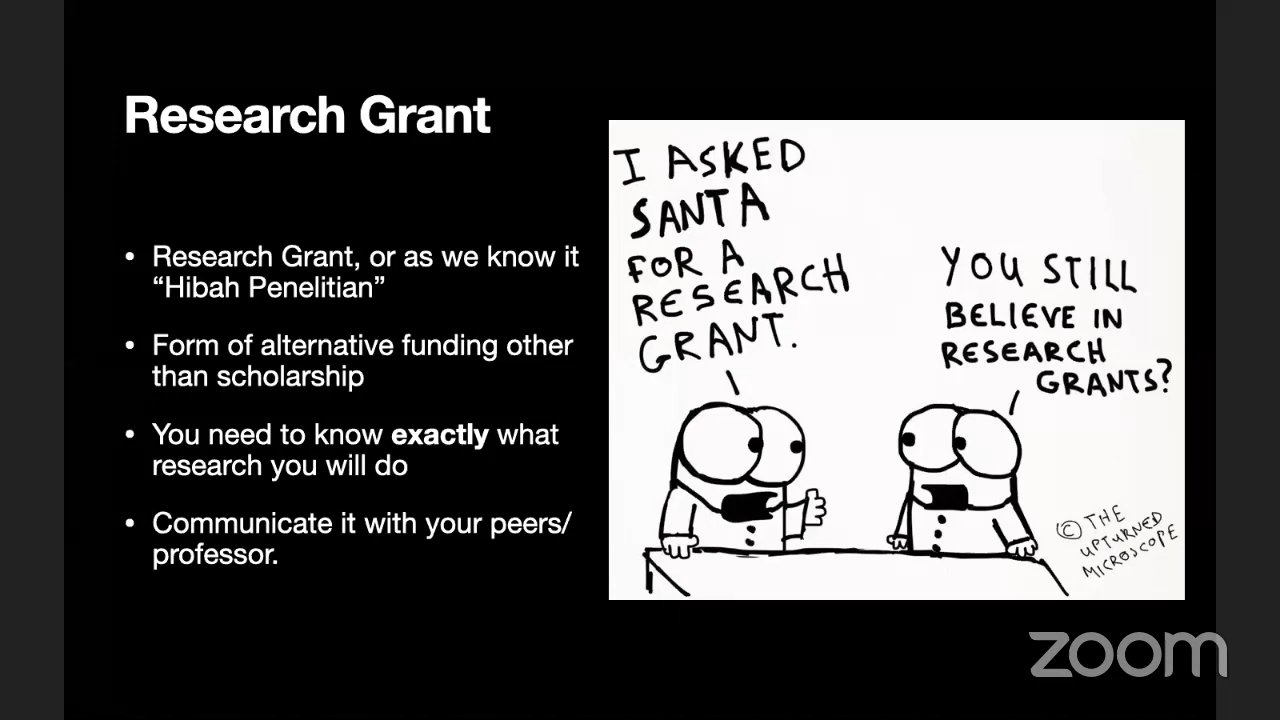 Research Grant
• Research Grant, or as we know it
“Hibah Penelitian”
• Form of alternative funding other
than scholarship
• You need to know exactly what
research you will do
• Communicate it with your peers/
professor.
I ASKED
SANTA
FOR A
RESEARCH
GRANT.
YOU STILL
BELIEVE IN
RESEARCH
GRANTS?
© THE
UPTURNED
MICROSCOPE
zoom